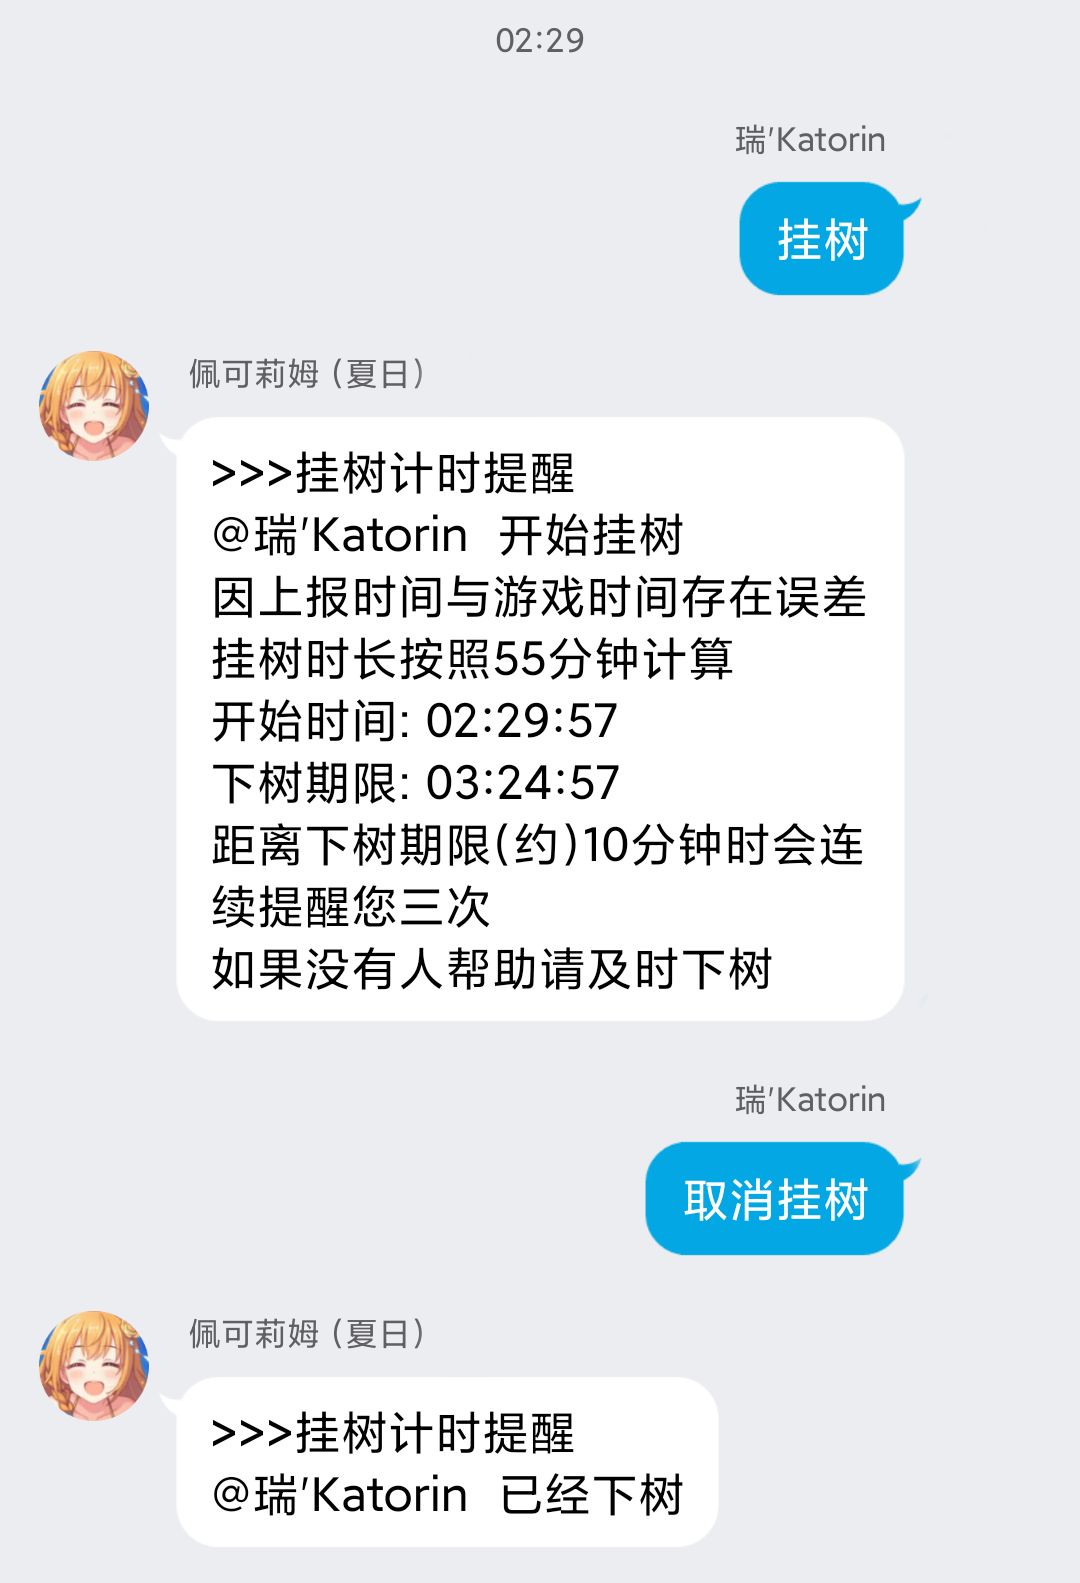 02:29
瑞'Katorin
挂树
佩可莉姆（夏日）
>>>挂树计时提醒
@瑞'Katorin 开始挂树
因上报时间与游戏时间存在误差
挂树时长按照55分钟计算
开始时间: 02:29:57
下树期限: 03:24:57
距离下树期限(约)10分钟时会连
续提醒您三次
如果没有人帮助请及时下树
瑞'Katorin
取消挂树
佩可莉姆（夏日）
>>>挂树计时提醒
@瑞'Katorin 已经下树